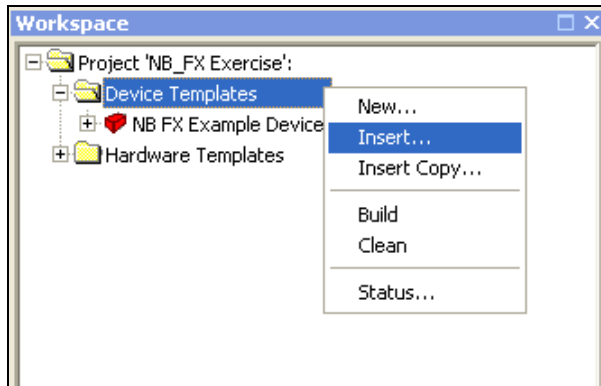 Workspace
Project 'NB_FX Exercise':
Device Templates
NB FX Example Device
Hardware Templates
New...
Insert...
Insert Copy...
Build
Clean
Status...